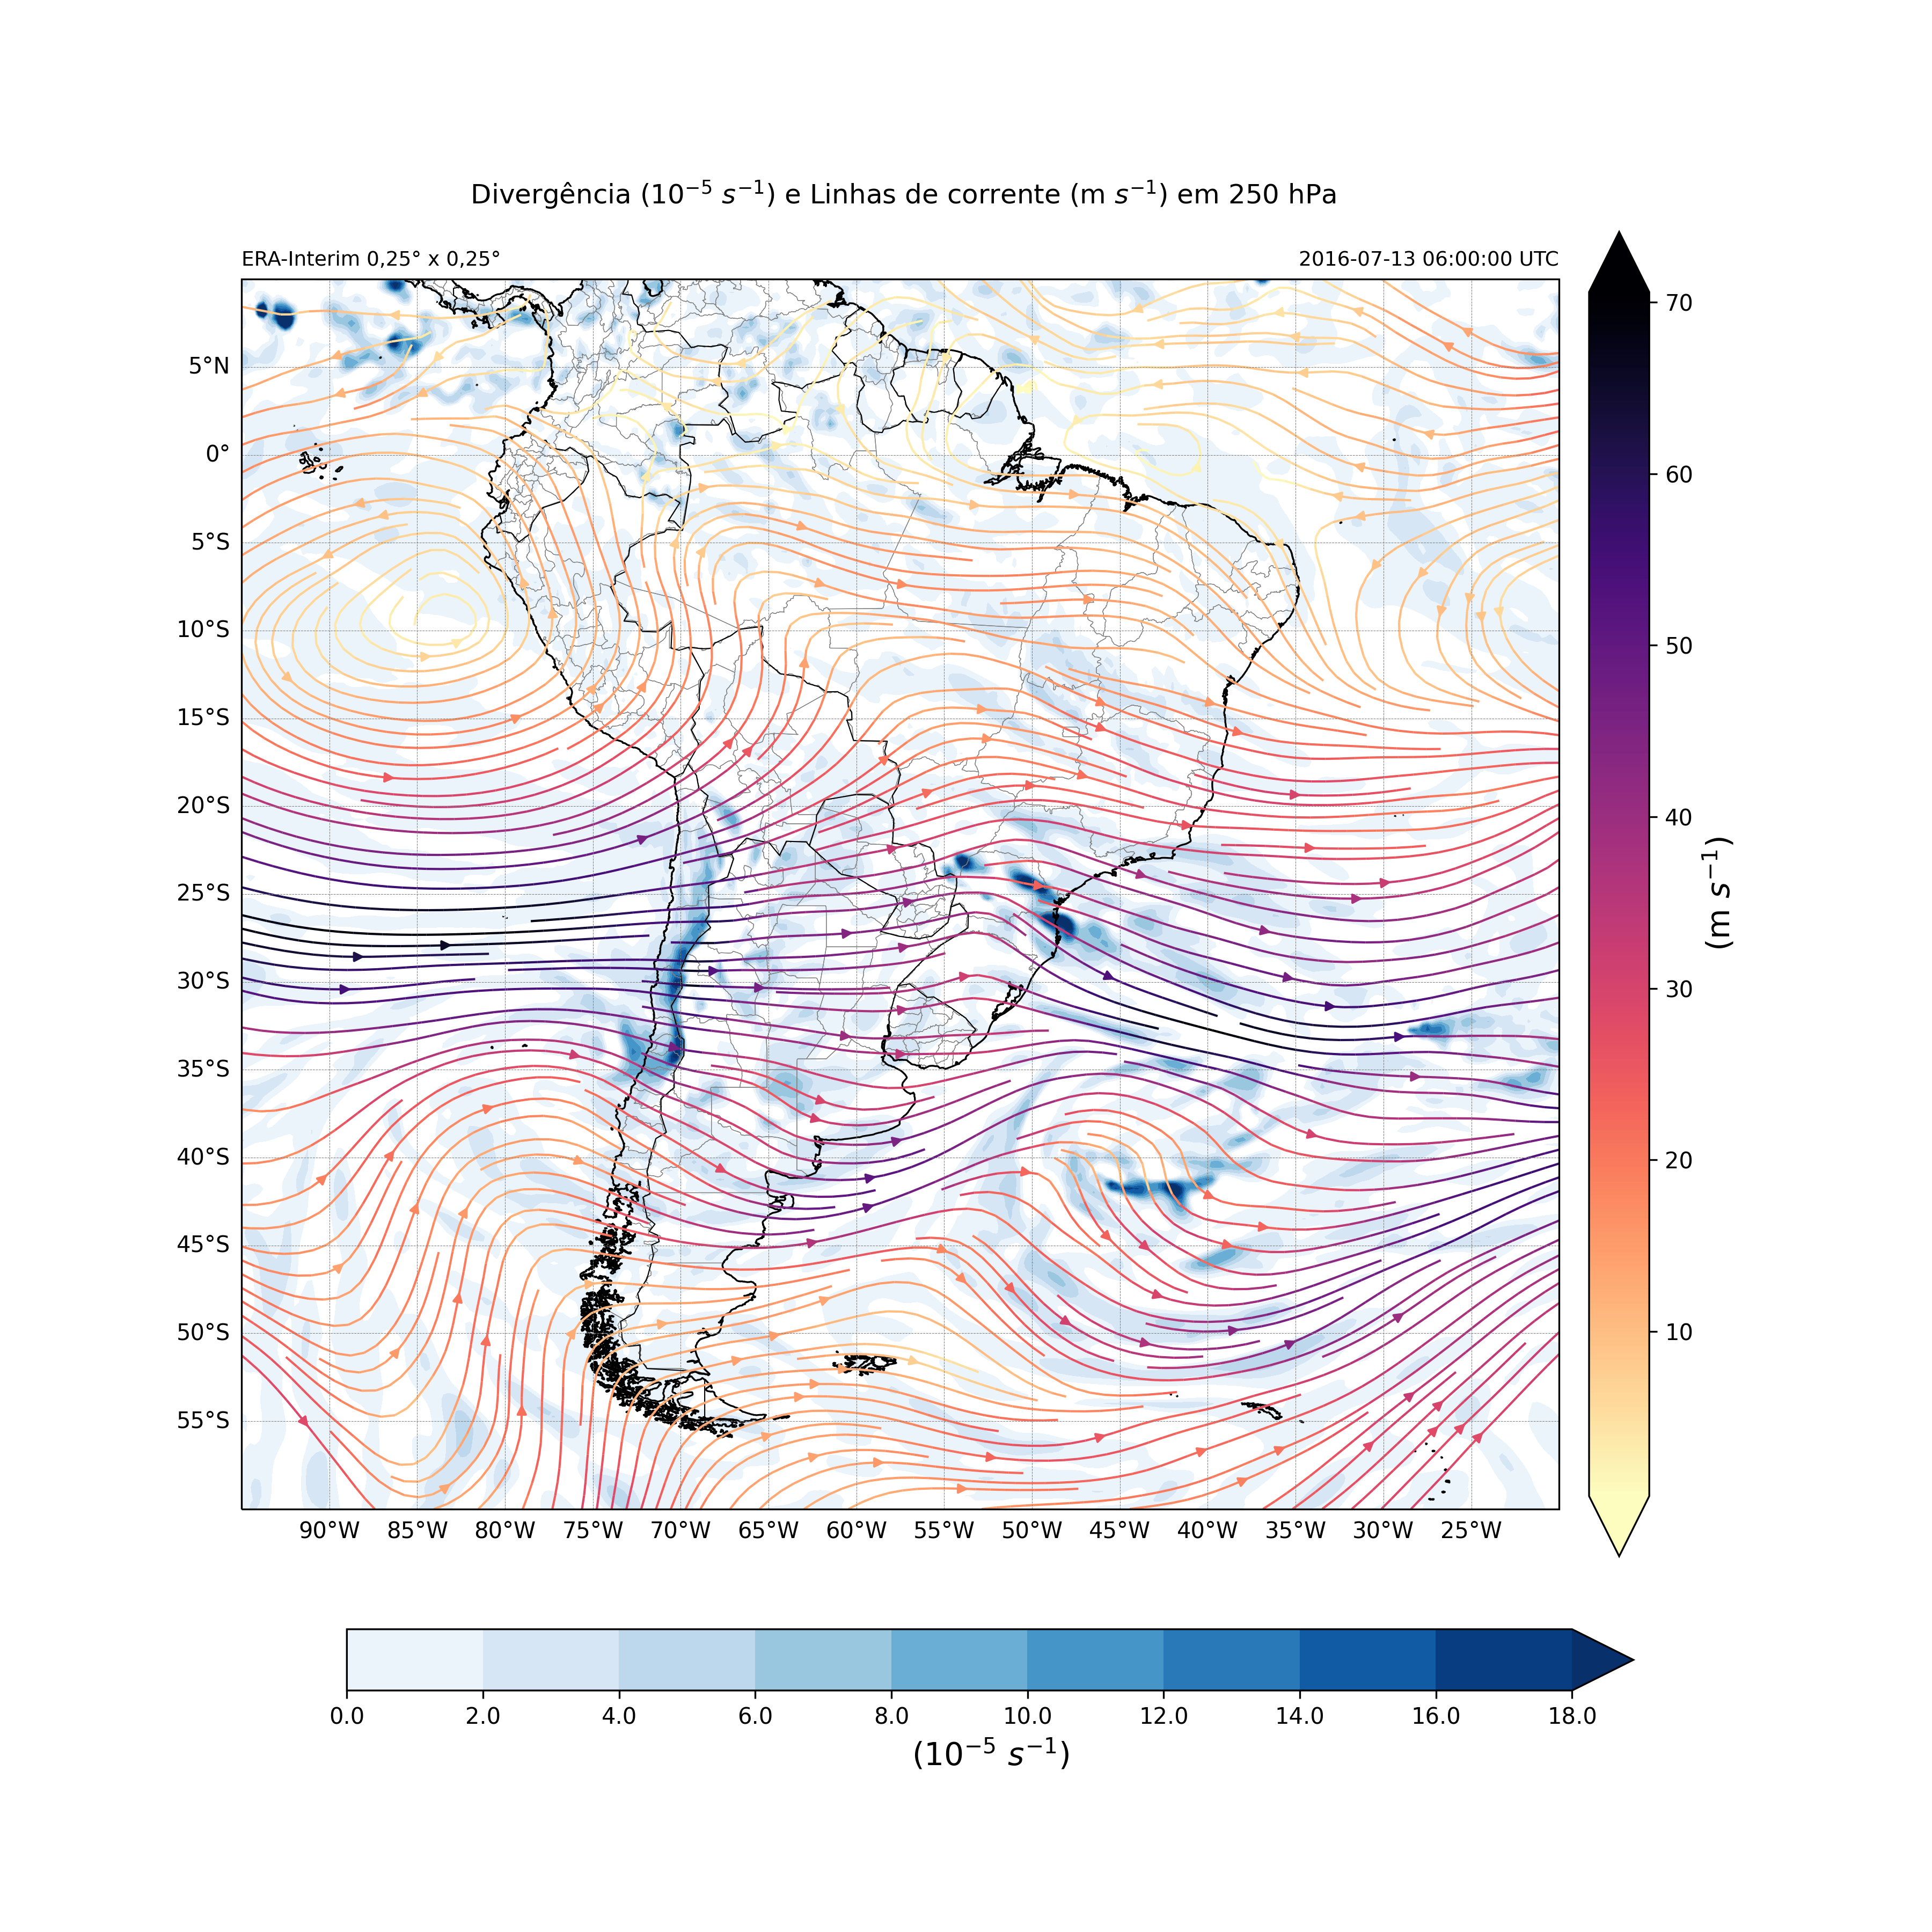 Divergência (10⁻⁵ s⁻¹) e Linhas de corrente (m s⁻¹) em 250 hPa
ERA-Interim 0,25° x 0,25°
2016-07-13 06:00:00 UTC
5°N
0°
5°S
10°S
15°S
20°S
25°S
30°S
35°S
40°S
45°S
50°S
55°S
90°W 85°W 80°W 75°W 70°W 65°W 60°W 55°W 50°W 45°W 40°W 35°W 30°W 25°W
70
60
50
40
30
20
10
(m s⁻¹)
0.0 2.0 4.0 6.0 8.0 10.0 12.0 14.0 16.0 18.0
(10⁻⁵ s⁻¹)